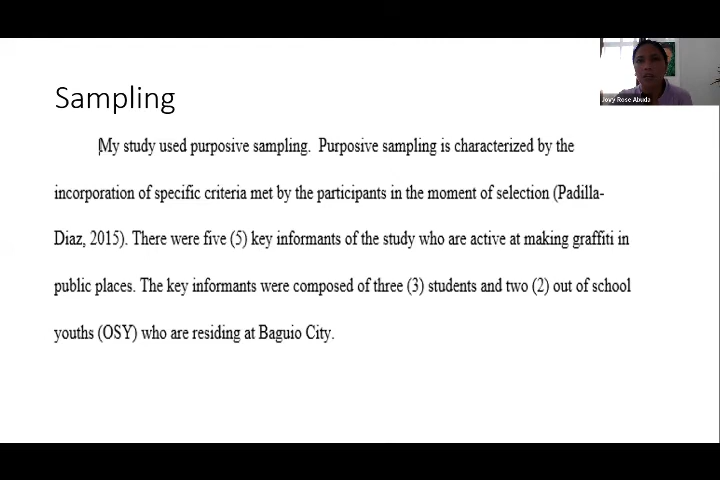 Jovy Rose Abuda
Sampling
My study used purposive sampling. Purposive sampling is characterized by the
incorporation of specific criteria met by the participants in the moment of selection (Padilla-
Diaz, 2015). There were five (5) key informants of the study who are active at making graffiti in
public places. The key informants were composed of three (3) students and two (2) out of school
youths (OSY) who are residing at Baguio City.